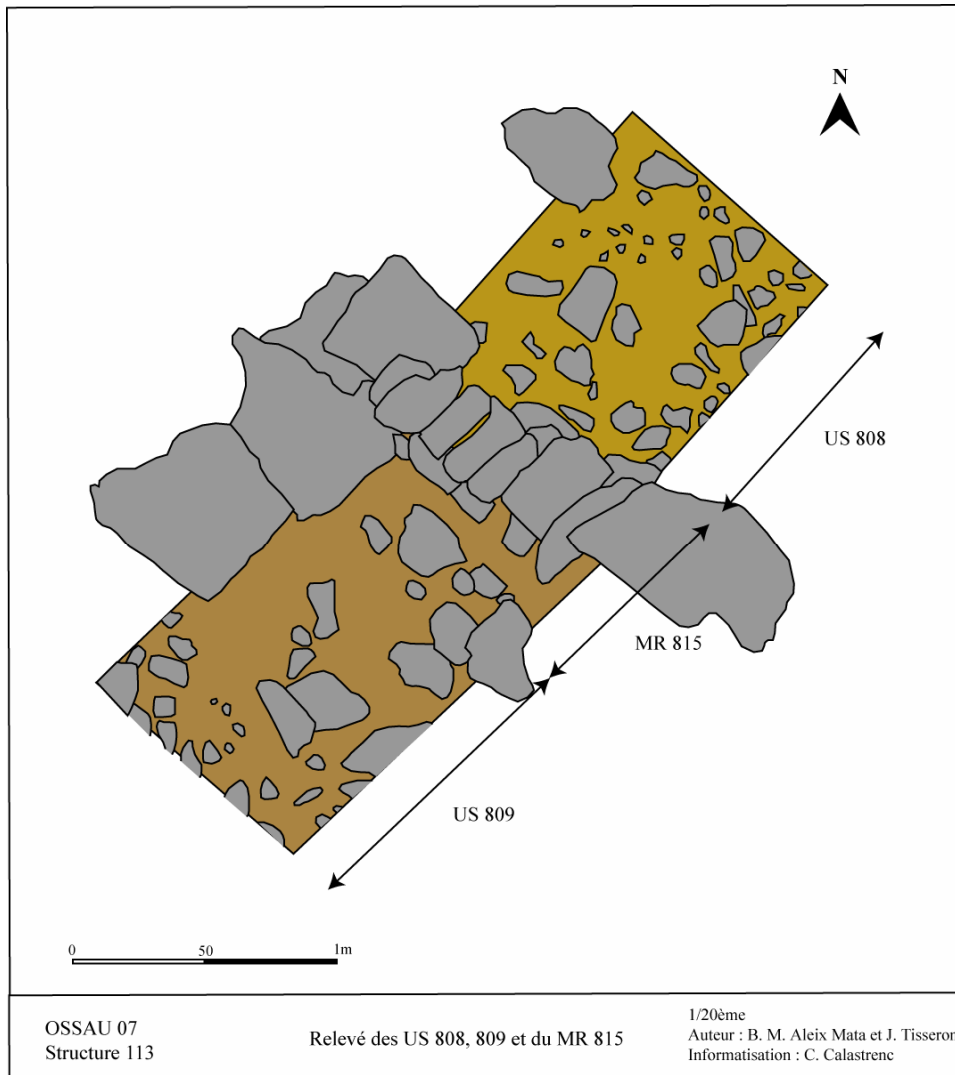 N
US 808
MR 815
US 809
0 50 1m
OSSAU 07
Structure 113
Relevé des US 808, 809 et du MR 815
1/20ème
Auteur : B. M. Aleix Mata et J. Tisseron
Informatisation : C. Calastrenc